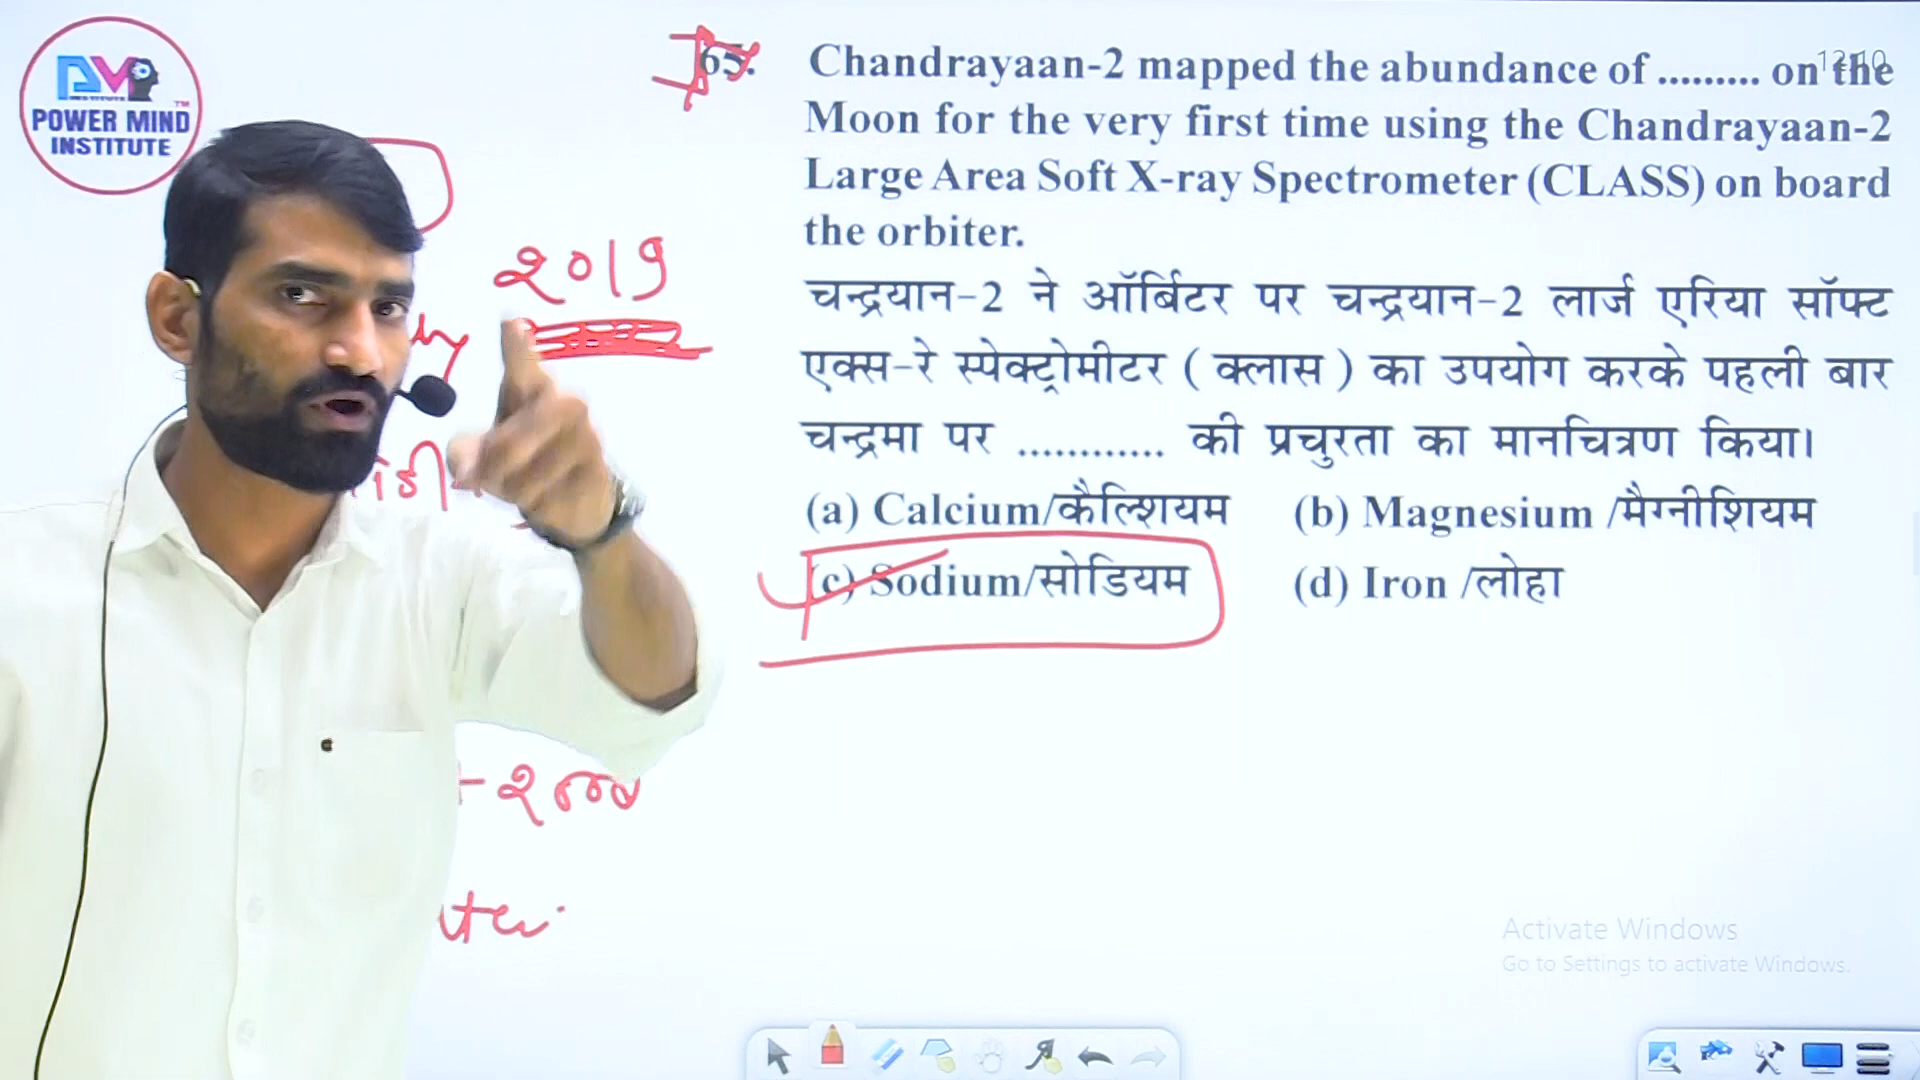 PM
POWER MIND
INSTITUTE
TM
65. Chandrayaan-2 mapped the abundance of ......... on the
Moon for the very first time using the Chandrayaan-2
Large Area Soft X-ray Spectrometer (CLASS) on board
the orbiter.
चन्द्रयान-2 ने ऑर्बिटर पर चन्द्रयान-2 लार्ज एरिया सॉफ्ट
एक्स-रे स्पेक्ट्रोमीटर ( क्लास ) का उपयोग करके पहली बार
चन्द्रमा पर ............ की प्रचुरता का मानचित्रण किया।
(a) Calcium/कैल्शियम (b) Magnesium /मैग्नीशियम
(c) Sodium/सोडियम (d) Iron /लोहा
२019
Activate Windows
Go to Settings to activate Windows.